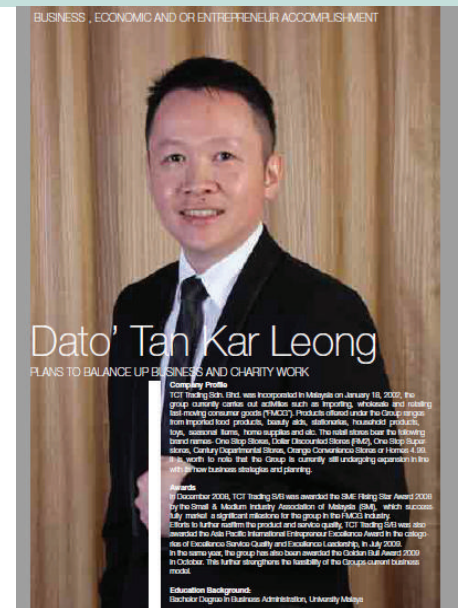 BUSINESS , ECONOMIC AND OR ENTREPRENEUR ACCOMPLISHMENT
Dato' Tan Kar Leong
PLANS TO BALANCE UP BUSINESS AND CHARITY WORK
Company Profile
TCT Trading Sdn. Bhd. was incorporated in Malaysia on January 18, 2007, the
group currently carries out activities such as importing, wholesale and retailing
fast-moving consumer goods ("FMCG"). Products offered under the Group ranges
from imported food products, beauty aids, stationeries, household products,
toys, seasonal items, home supplies and etc. The retail stores bear the following
brand names- One Stop Stores, Dollar Discounted Stores (RM2), One Stop Super-
stores, Century Departmental Stores, Orange Convenience Stores or Homes 4.99.
It is worth to note that the Group is currently still undergoing expansion in line
with its new business strategies and planning.
Awards
In December 2008, TCT Trading S/B was awarded the SME Rising Star Award 2008
by the Small & Medium Industry Association of Malaysia (SMI), which success
fully mark a significant milestone for the group in the FMCG Industry.
Efforts to further reaffirm the product and service quality, TCT Trading S/B was also
awarded the Asia Pacific International Entrepreneur Excellence Award in the catego-
ries of Excellence Service Quality and Excellence Leadership, in July 2009.
In the same year, the group has also been awarded the Golden Bull Award 2009
in October. This further strengthens the feasibility of the Groups current business
model.
Education Background:
Bachelor Degree in Business Administration, University Malaya